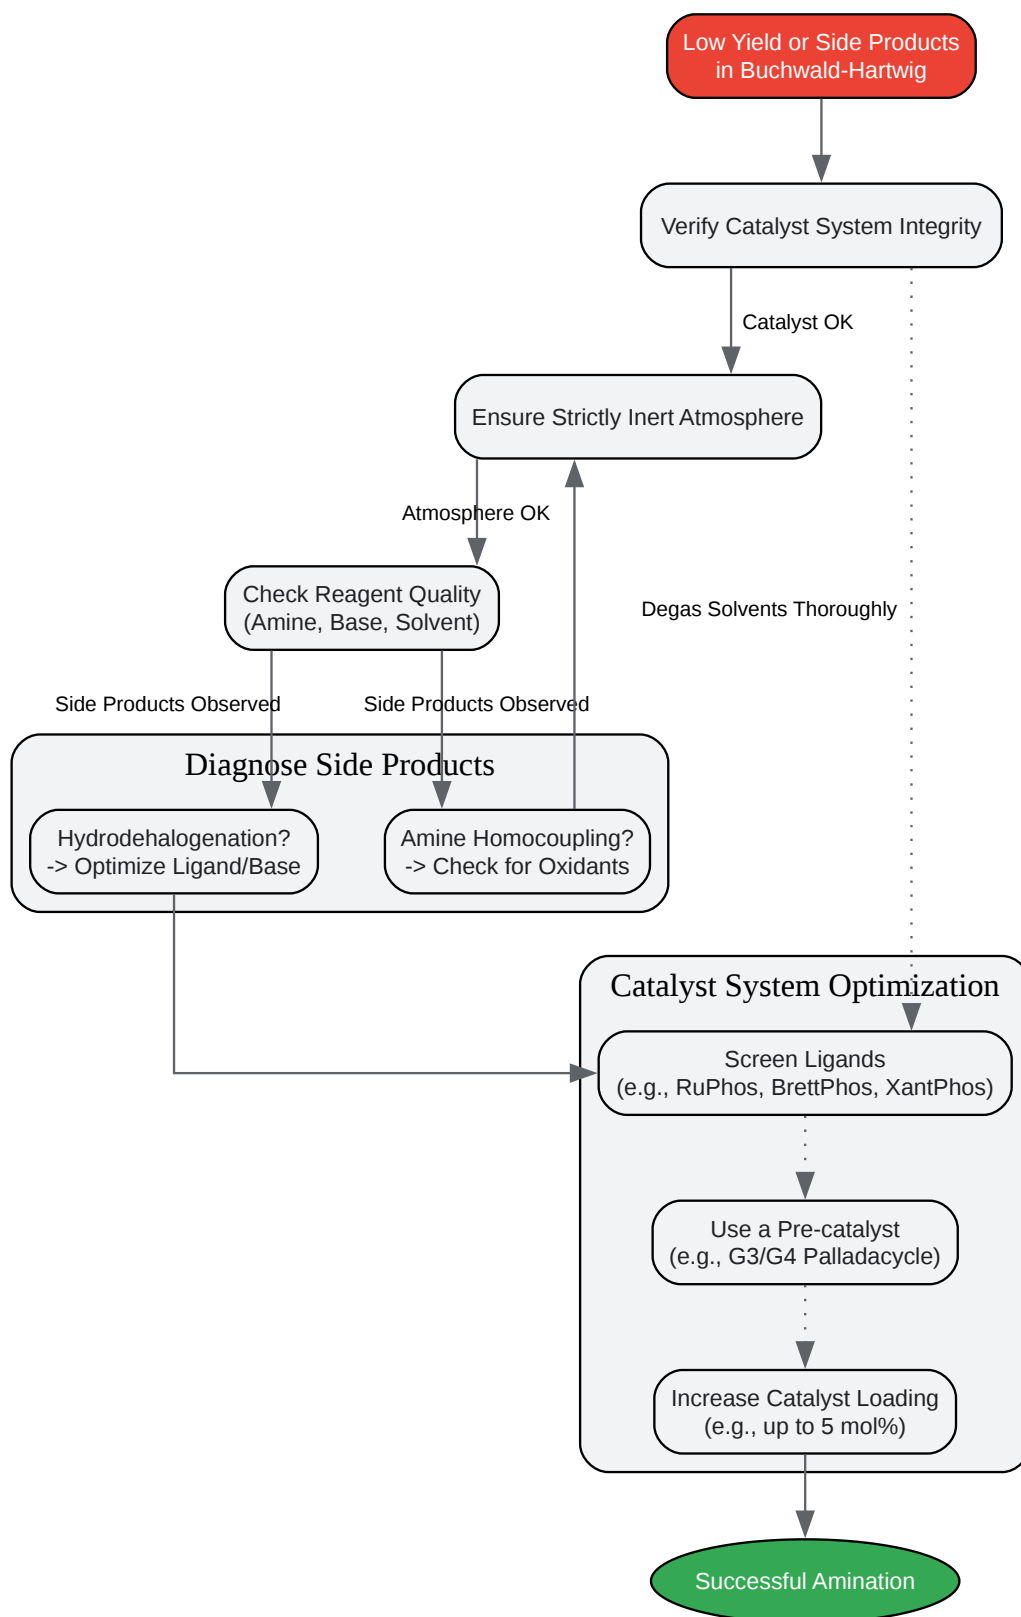 Low Yield or Side Products
in Buchwald-Hartwig
Verify Catalyst System Integrity
Catalyst OK
Ensure Strictly Inert Atmosphere
Atmosphere OK
Check Reagent Quality
(Amine, Base, Solvent)
Degas Solvents Thoroughly
Side Products Observed
Side Products Observed
Diagnose Side Products
Hydrodehalogenation?
-> Optimize Ligand/Base
Amine Homocoupling?
-> Check for Oxidants
Catalyst System Optimization
Screen Ligands
(e.g., RuPhos, BrettPhos, XantPhos)
Use a Pre-catalyst
(e.g., G3/G4 Palladacycle)
Increase Catalyst Loading
(e.g., up to 5 mol%)
Successful Amination